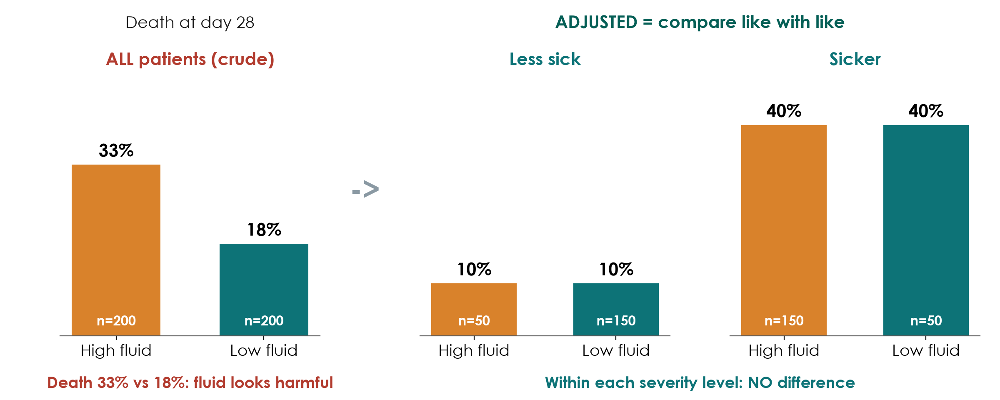 Death at day 28
ALL patients (crude)
33%
18%
n=200
n=200
High fluid
Low fluid
Death 33% vs 18%: fluid looks harmful
->
ADJUSTED = compare like with like
Less sick
10%
10%
n=50
n=150
High fluid
Low fluid
Sicker
40%
40%
n=150
n=50
High fluid
Low fluid
Within each severity level: NO difference